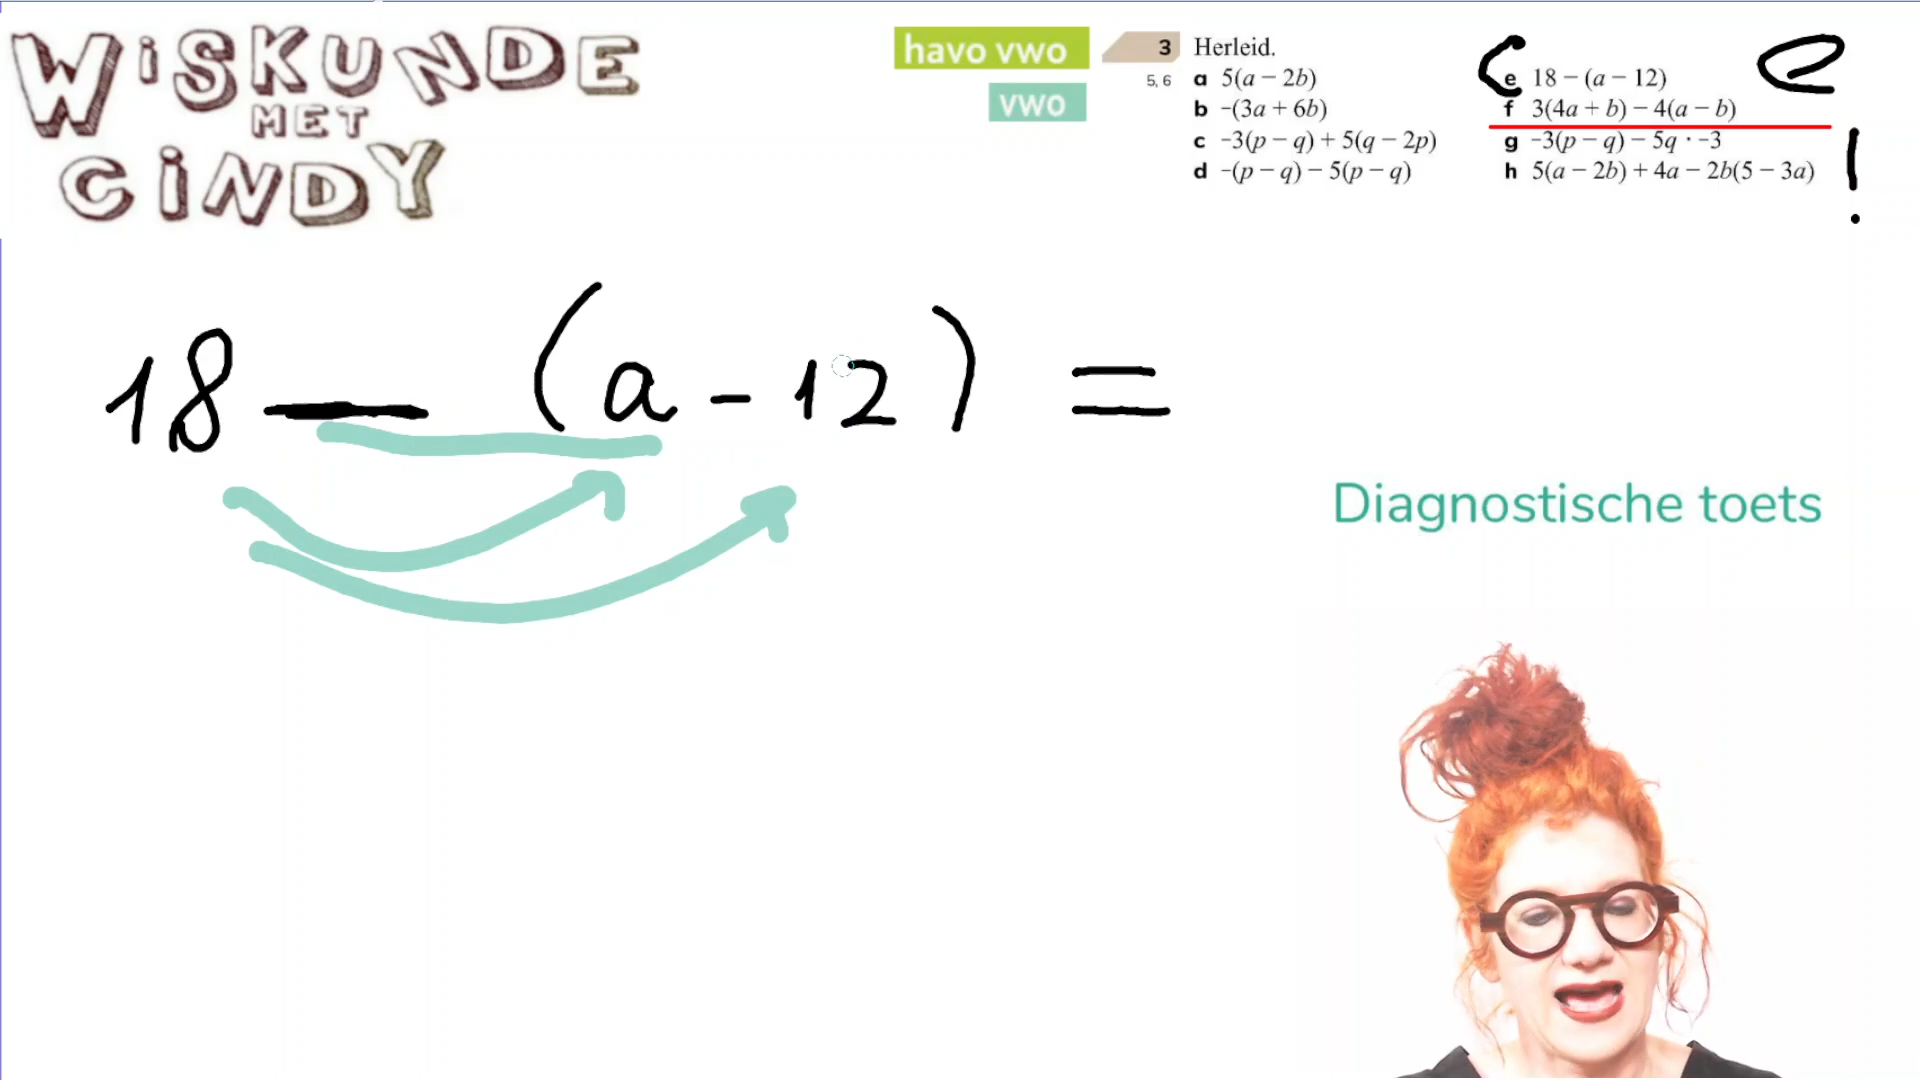 WiSKUNDE
MET
CiNDY
havo vwo
vwo
3 Herleid.
5, 6 a 5(a − 2b)
b -(3a + 6b)
c -3(p − q) + 5(q − 2p)
d -(p − q) − 5(p − q)
e 18 − (a − 12)
f 3(4a + b) − 4(a − b)
g -3(p − q) − 5q · -3
h 5(a − 2b) + 4a − 2b(5 − 3a)
e
!
18 − (a − 12) =
Diagnostische toets